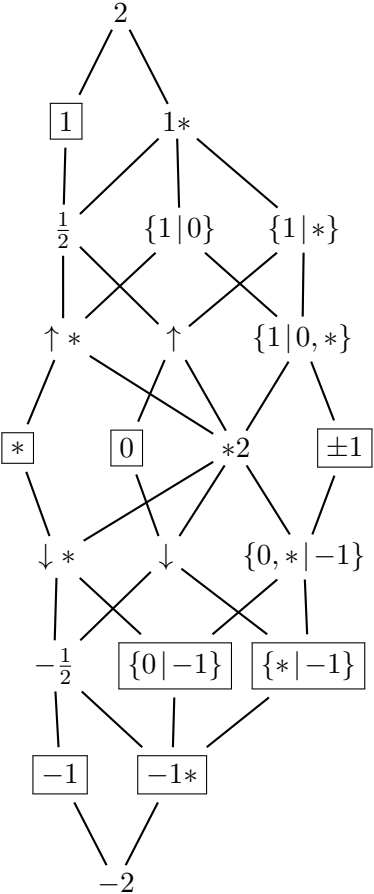 2
1 1∗
1/2 {1|0} {1|∗}
↑∗ ↑ {1|0,∗}
∗ 0 ∗2 ±1
↓∗ ↓ {0,∗|−1}
−1/2 {0|−1} {∗|−1}
−1 −1∗
−2